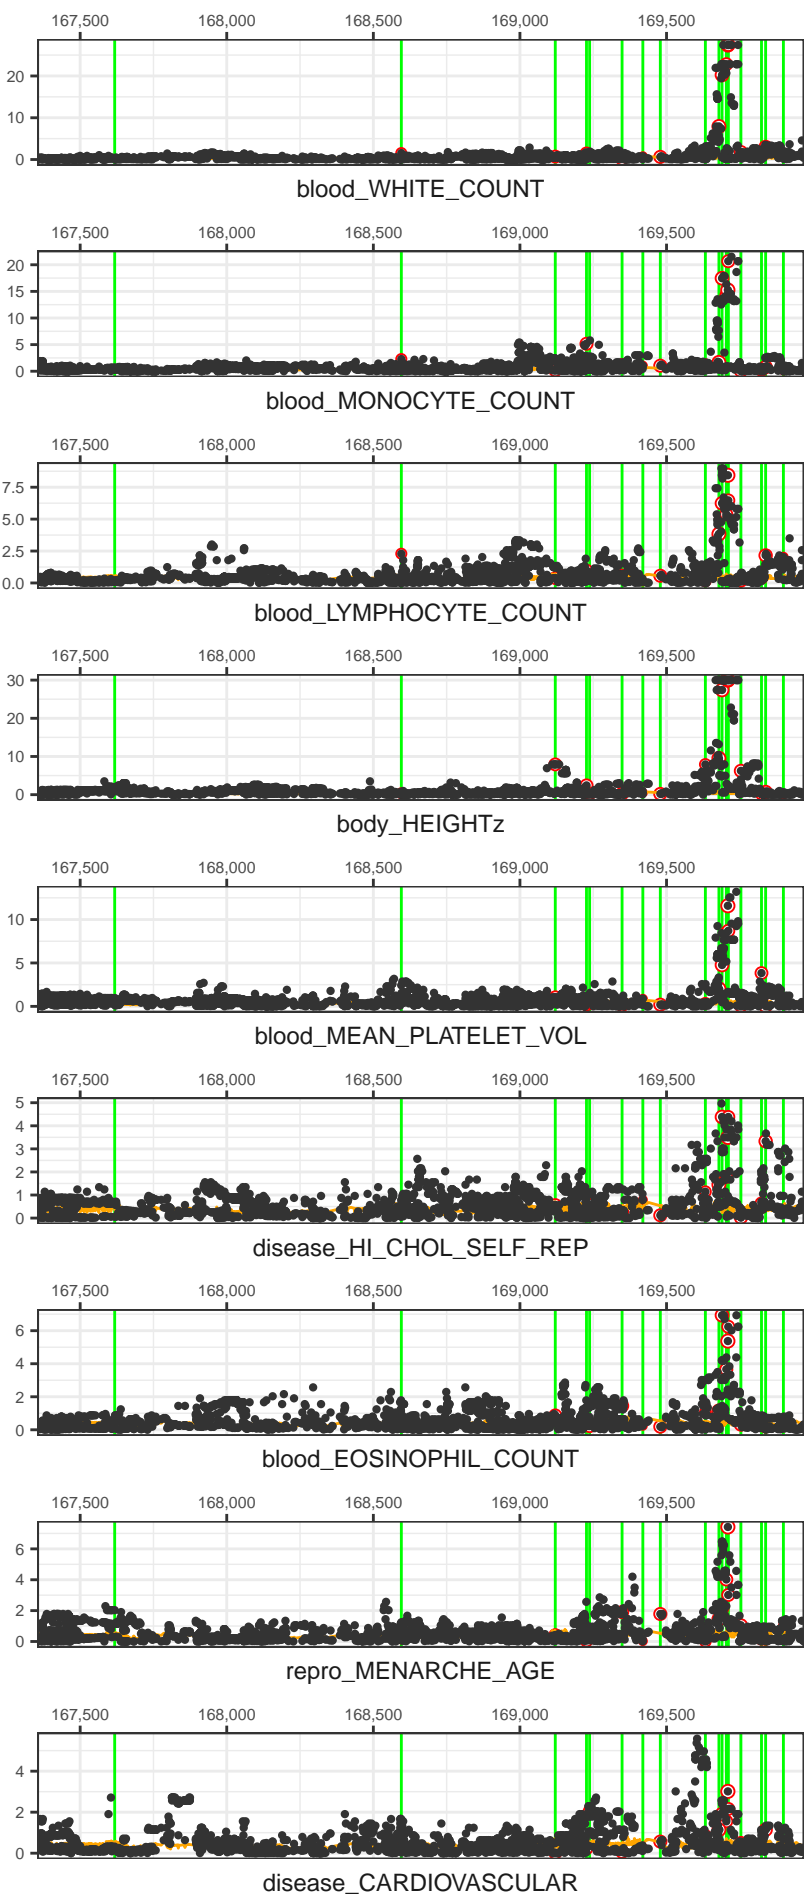 167,500 168,000 168,500 169,000 169,500
20
10
0
blood_WHITE_COUNT
167,500 168,000 168,500 169,000 169,500
20
15
10
5
0
blood_MONOCYTE_COUNT
167,500 168,000 168,500 169,000 169,500
7.5
5.0
2.5
0.0
blood_LYMPHOCYTE_COUNT
167,500 168,000 168,500 169,000 169,500
30
20
10
0
body_HEIGHTz
167,500 168,000 168,500 169,000 169,500
10
5
0
blood_MEAN_PLATELET_VOL
167,500 168,000 168,500 169,000 169,500
5
4
3
2
1
0
disease_HI_CHOL_SELF_REP
167,500 168,000 168,500 169,000 169,500
6
4
2
0
blood_EOSINOPHIL_COUNT
167,500 168,000 168,500 169,000 169,500
6
4
2
0
repro_MENARCHE_AGE
167,500 168,000 168,500 169,000 169,500
4
2
0
disease_CARDIOVASCULAR